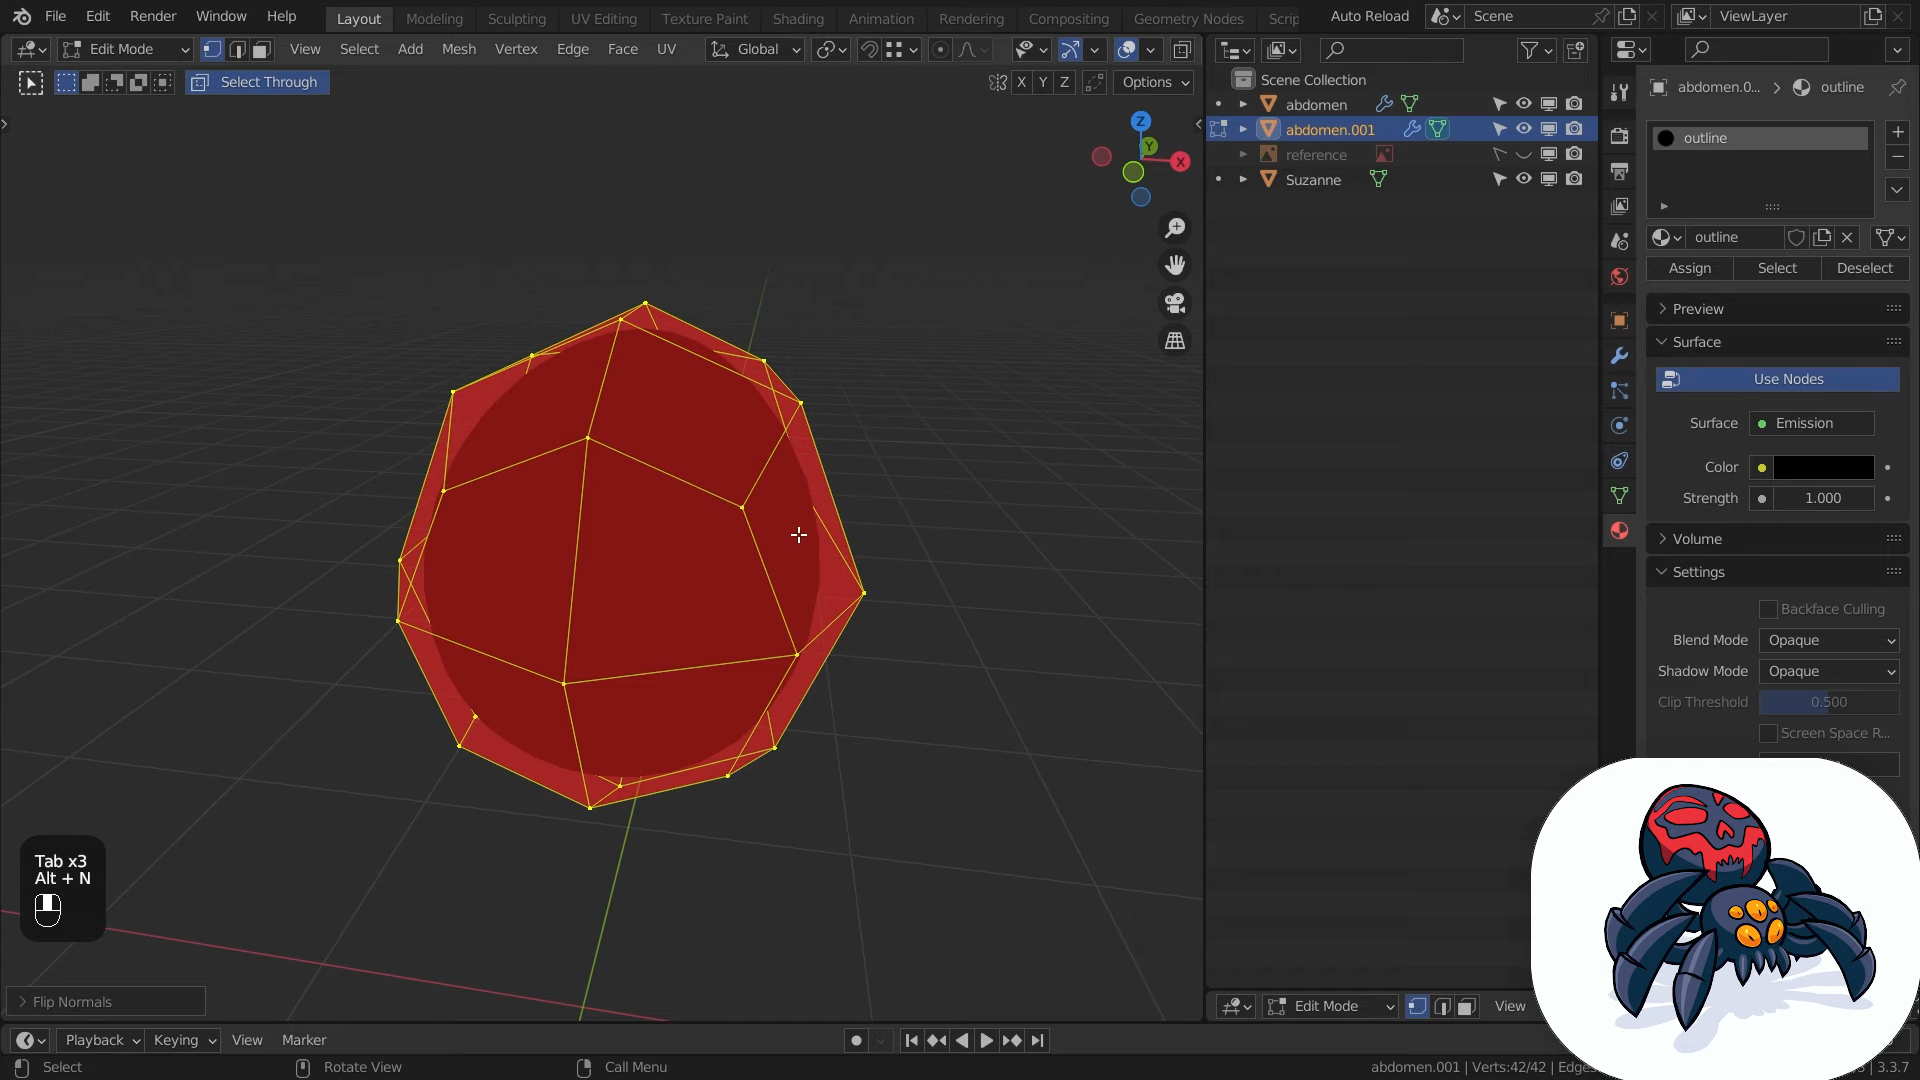 File Edit Render Window Help Layout Modeling Sculpting UV Editing Texture Paint Shading Animation Rendering Compositing Geometry Nodes Scrip Auto Reload Scene ViewLayer
Edit Mode View Select Add Mesh Vertex Edge Face UV Global
Select Through X Y Z Options
Scene Collection
abdomen
abdomen.001
reference
Suzanne
Z
Y
X
abdomen.0... > outline
outline
outline
Assign Select Deselect
Preview
Surface
Use Nodes
Surface Emission
Color
Strength 1.000
Volume
Settings
Backface Culling
Blend Mode Opaque
Shadow Mode Opaque
Clip Threshold 0.500
Screen Space R...
Tab x3
Alt + N
Flip Normals
Edit Mode View
Playback Keying View Marker
Select Rotate View Call Menu abdomen.001 | Verts:42/42 | Edges 3.3.7